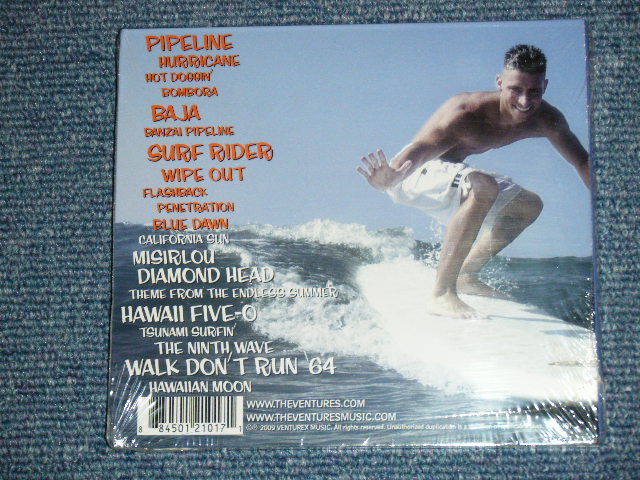 PIPELINE
HURRICANE
HOT DOGGIN'
BOMBORA
BAJA
BANZAI PIPELINE
SURF RIDER
WIPE OUT
FLASHBACK
PENETRATION
BLUE DAWN
CALIFORNIA SUN
MISIRLOU
DIAMOND HEAD
THEME FROM THE ENDLESS SUMMER
HAWAII FIVE-O
TSUNAMI SURFIN'
THE NINTH WAVE
WALK DON'T RUN '64
HAWAIIAN MOON
WWW.THEVENTURES.COM
WWW.THEVENTURESMUSIC.COM
©℗ 2009 VENTUREX MUSIC. All rights reserved. Unauthorized duplication is a
8 84501 21017 1